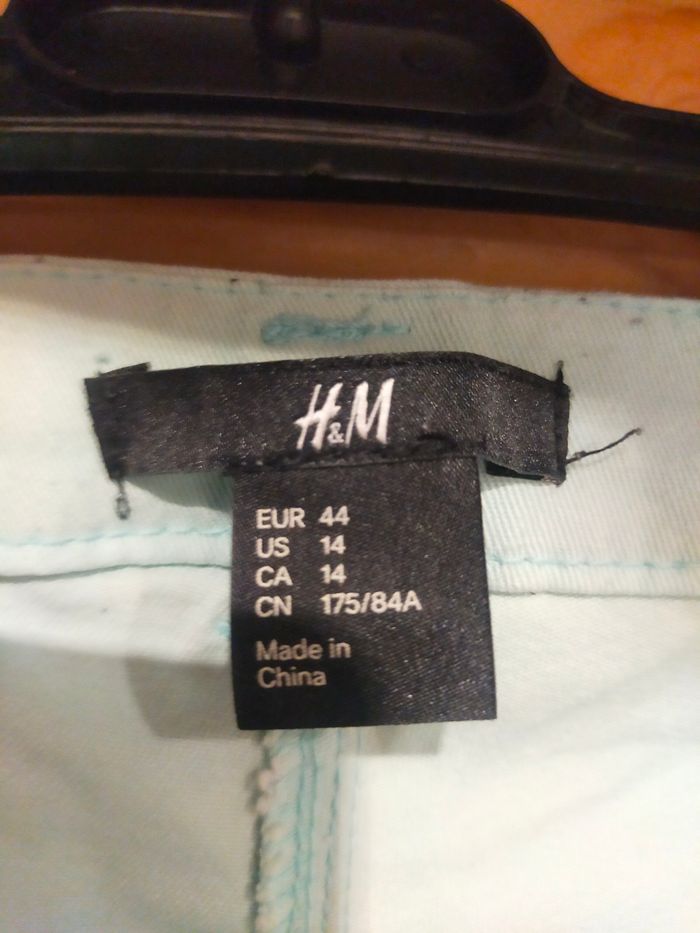 H&M
EUR 44
US 14
CA 14
CN 175/84A
Made in
China